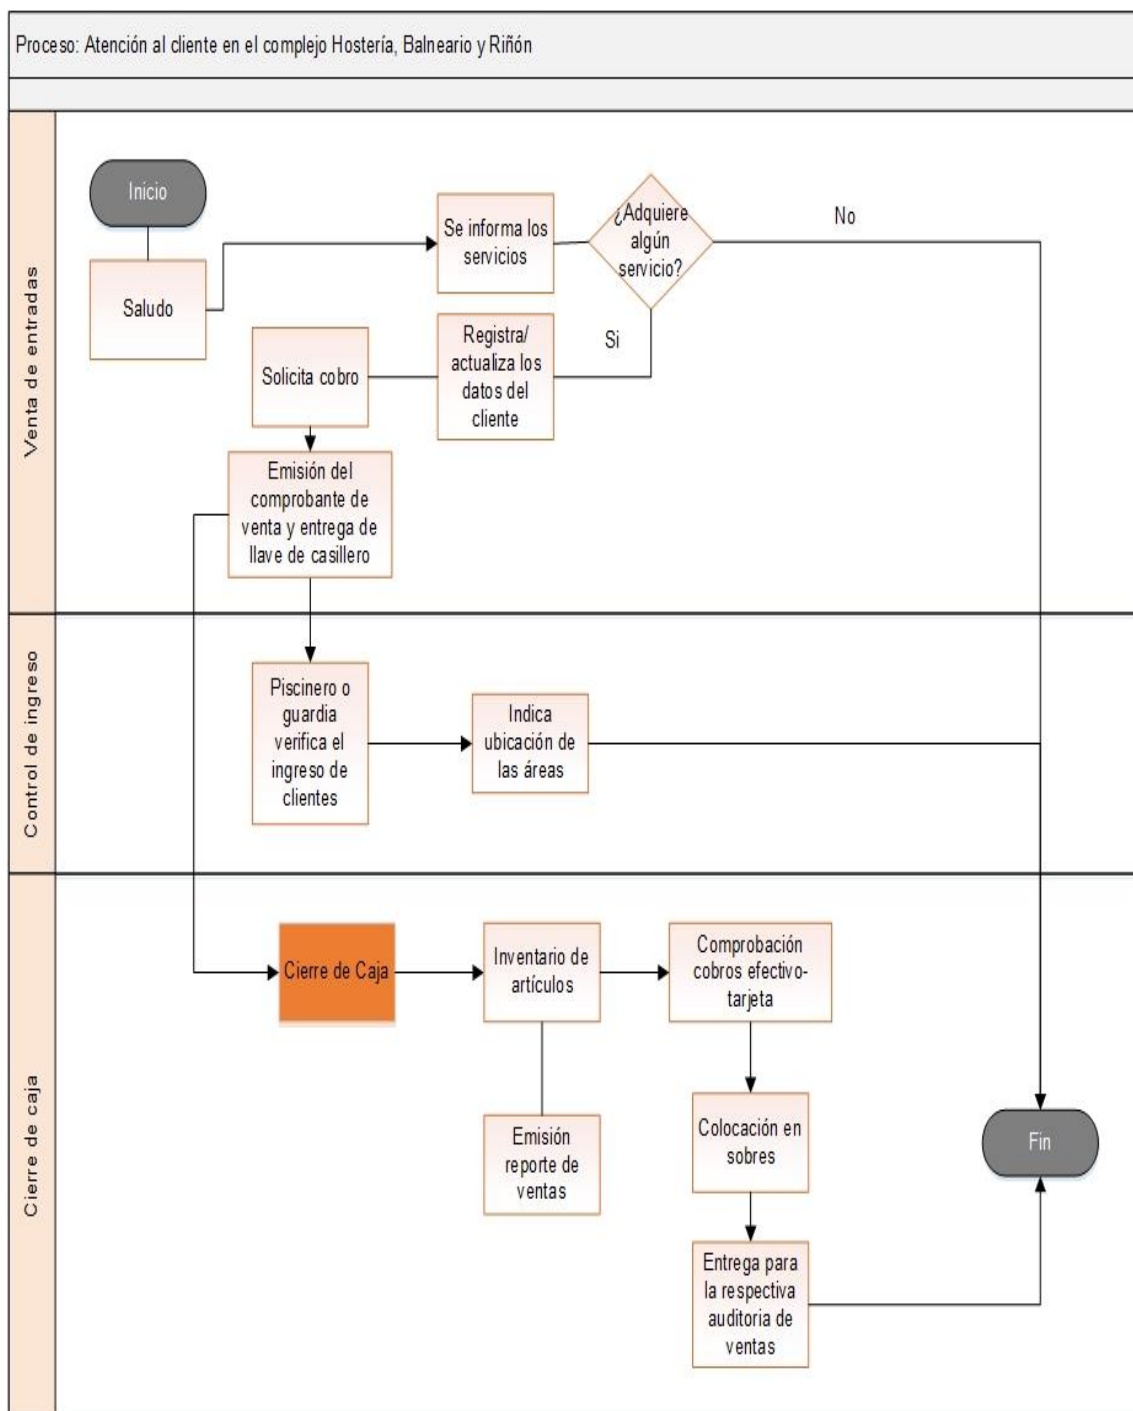 Proceso: Atención al cliente en el complejo Hostería, Balneario y Riñón
Venta de entradas
Inicio
Saludo
Se informa los
servicios
¿Adquiere
algún
servicio?
No
Si
Registra/
actualiza los
datos del
cliente
Solicita cobro
Emisión del
comprobante de
venta y entrega de
llave de casillero
Control de ingreso
Piscinero o
guardia
verifica el
ingreso de
clientes
Indica
ubicación de
las áreas
Cierre de caja
Cierre de Caja
Inventario de
artículos
Comprobación
cobros efectivo-
tarjeta
Emisión
reporte de
ventas
Colocación en
sobres
Entrega para
la respectiva
auditoria de
ventas
Fin